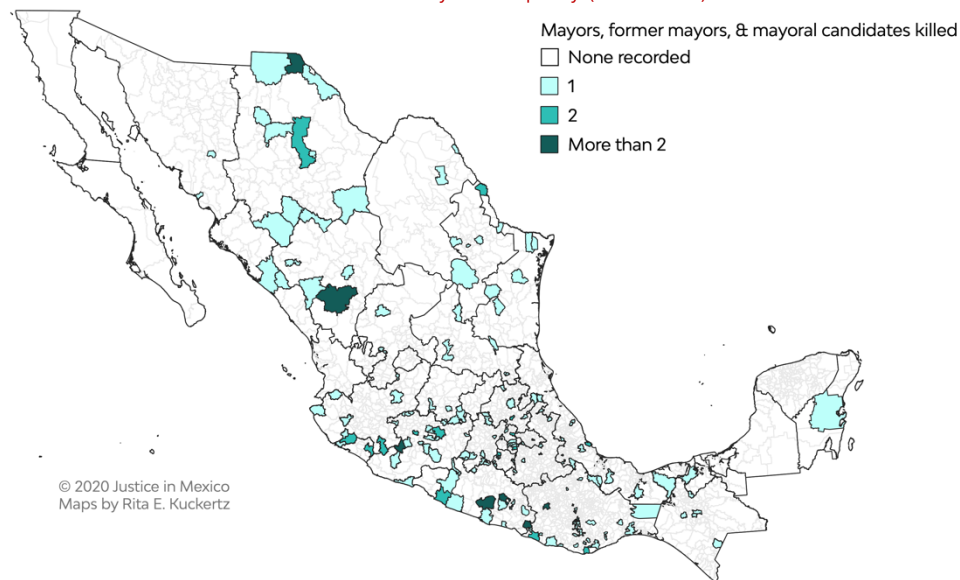 Mayors, former mayors, & mayoral candidates killed
None recorded
1
2
More than 2
© 2020 Justice in Mexico
Maps by Rita E. Kuckertz